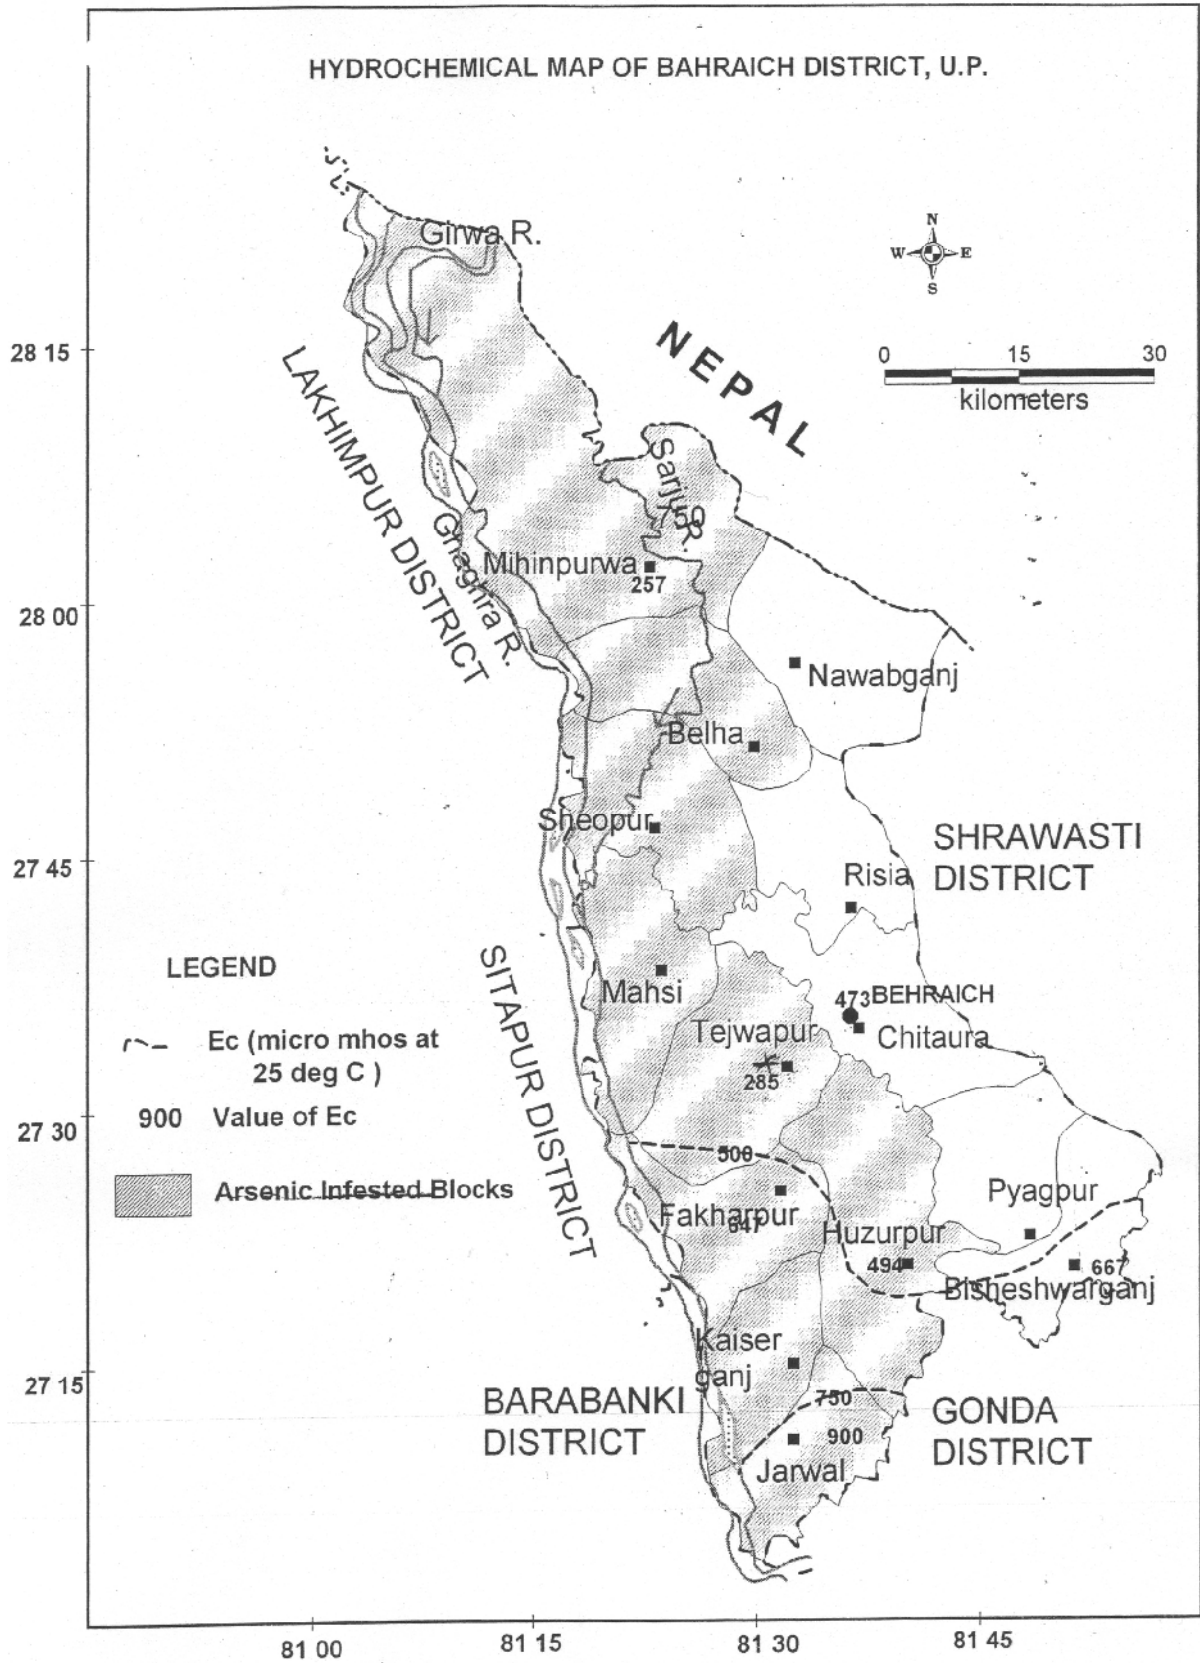 HYDROCHEMICAL MAP OF BAHRAICH DISTRICT, U.P.
Girwa R.
N
W E
S
28 15
NEPAL
0 15 30
kilometers
LAKHIMPUR DISTRICT
Sarju R.
750
Ghaghra R.
Mihinpurwa
257
28 00
Nawabganj
Belha
Sheopur
SHRAWASTI
DISTRICT
27 45
Risia
LEGEND
SITAPUR DISTRICT
Mahsi
473 BEHRAICH
Tejwapur
Chitaura
Ec (micro mhos at
25 deg C )
285
900 Value of Ec
27 30
500
Arsenic Infested Blocks
Pyagpur
Fakharpur
647
Huzurpur
494
667
Bisheshwarganj
Kaiser
ganj
27 15
BARABANKI
DISTRICT
750
GONDA
DISTRICT
900
Jarwal
81 00 81 15 81 30 81 45